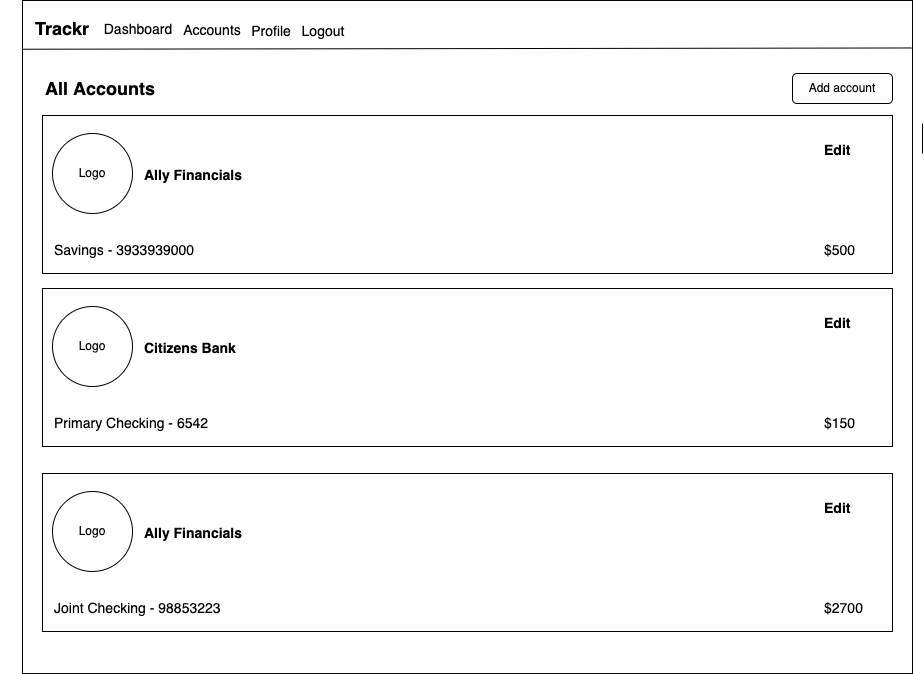 Trackr Dashboard Accounts Profile Logout
All Accounts Add account
Edit
Logo Ally Financials
Savings - 3933939000 $500
Edit
Logo Citizens Bank
Primary Checking - 6542 $150
Edit
Logo Ally Financials
Joint Checking - 98853223 $2700